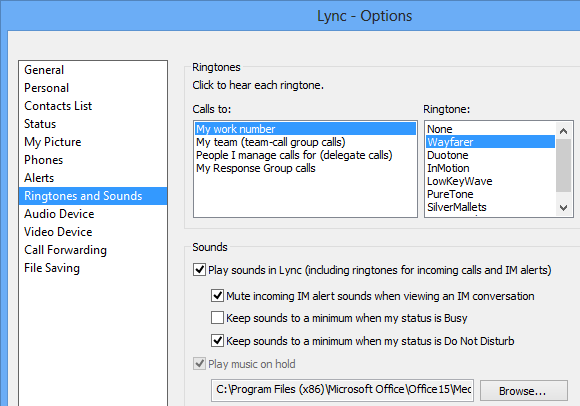 Lync - Options
General
Personal
Contacts List
Status
My Picture
Phones
Alerts
Ringtones and Sounds
Audio Device
Video Device
Call Forwarding
File Saving
Ringtones
Click to hear each ringtone.
Calls to:
My work number
My team (team-call group calls)
People I manage calls for (delegate calls)
My Response Group calls
Ringtone:
None
Wayfarer
Duotone
InMotion
LowKeyWave
PureTone
SilverMallets
Sounds
Play sounds in Lync (including ringtones for incoming calls and IM alerts)
Mute incoming IM alert sounds when viewing an IM conversation
Keep sounds to a minimum when my status is Busy
Keep sounds to a minimum when my status is Do Not Disturb
Play music on hold
C:\Program Files (x86)\Microsoft Office\Office15\Mec Browse...